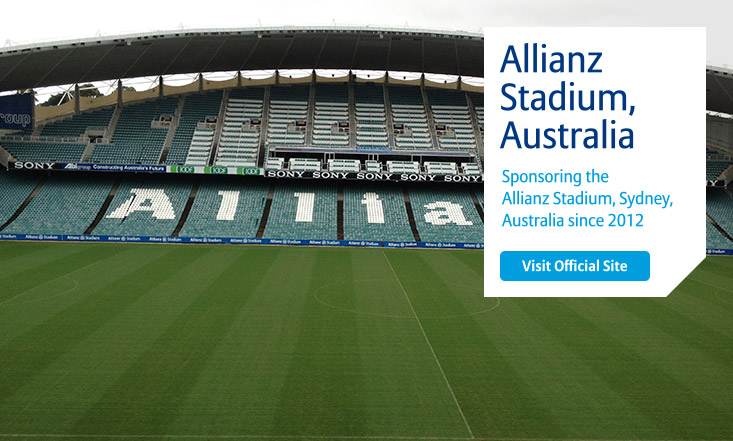 Allianz
Stadium,
Australia
Sponsoring the
Allianz Stadium, Sydney,
Australia since 2012
Visit Official Site
SONY
Constructing Australia's Future
SONY SONY SONY SONY SONY
Allia